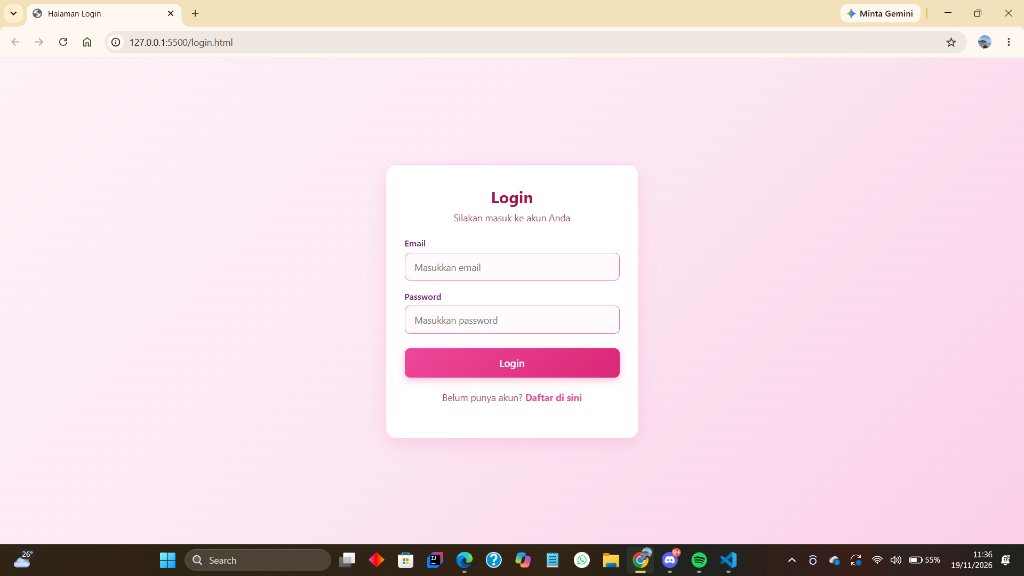 Halaman Login
Minta Gemini
127.0.0.1:5500/login.html
Login
Silakan masuk ke akun Anda
Email
Masukkan email
Password
Masukkan password
Login
Belum punya akun? Daftar di sini
26°
Search
9+
55%
11:36
19/11/2026